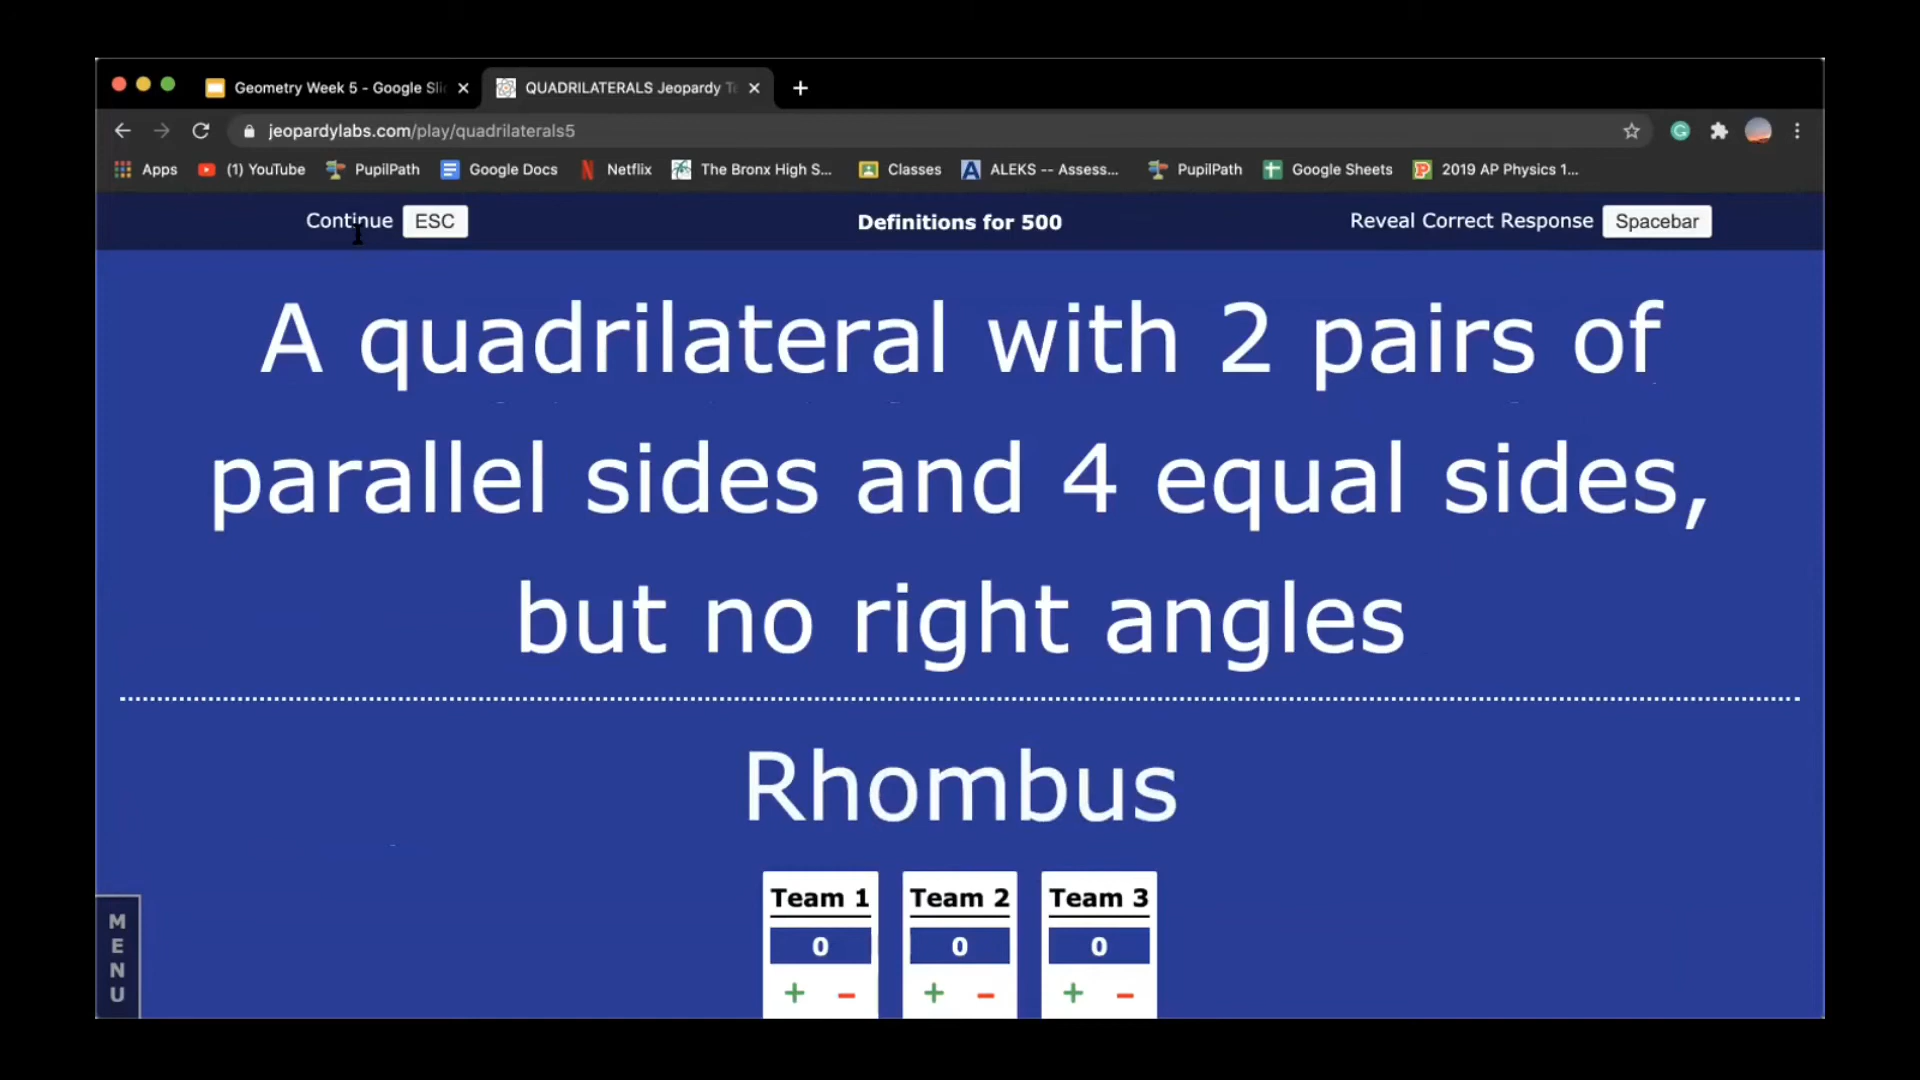 Geometry Week 5 - Google Sli
QUADRILATERALS Jeopardy Te
jeopardylabs.com/play/quadrilaterals5
Apps
(1) YouTube
PupilPath
Google Docs
Netflix
The Bronx High S...
Classes
ALEKS -- Assess...
PupilPath
Google Sheets
2019 AP Physics 1...
Continue ESC
Definitions for 500
Reveal Correct Response Spacebar
A quadrilateral with 2 pairs of
parallel sides and 4 equal sides,
but no right angles
Rhombus
Team 1 Team 2 Team 3
0 0 0
+ - + - + -
MENU